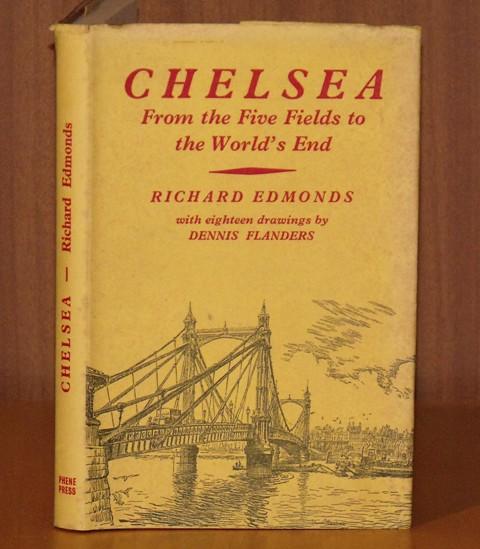 CHELSEA
From the Five Fields to
the World's End
RICHARD EDMONDS
with eighteen drawings by
DENNIS FLANDERS
CHELSEA — Richard Edmonds
PHENE
PRESS